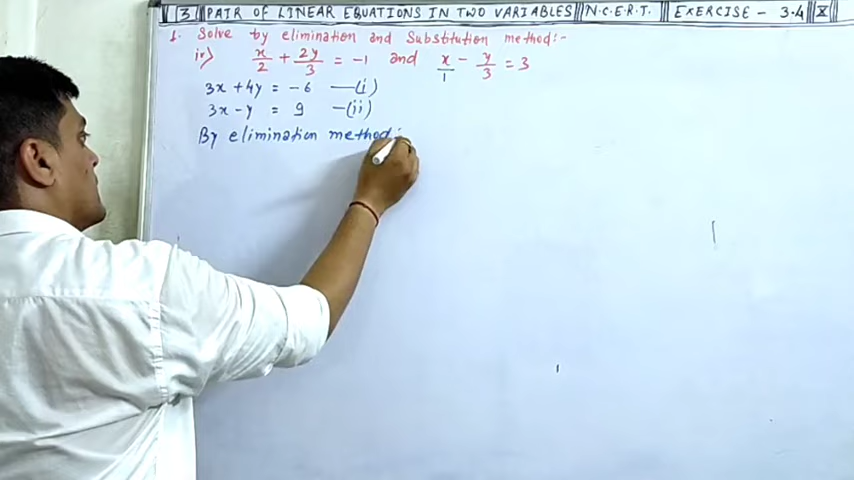 3 PAIR OF LINEAR EQUATIONS IN TWO VARIABLES N.C.E.R.T. EXERCISE - 3.4 X
1. Solve by elimination and Substitution method:-
iv) x/2 + 2y/3 = -1 and x/1 - y/3 = 3
3x + 4y = -6 —(i)
3x - y = 9 —(ii)
By elimination method: